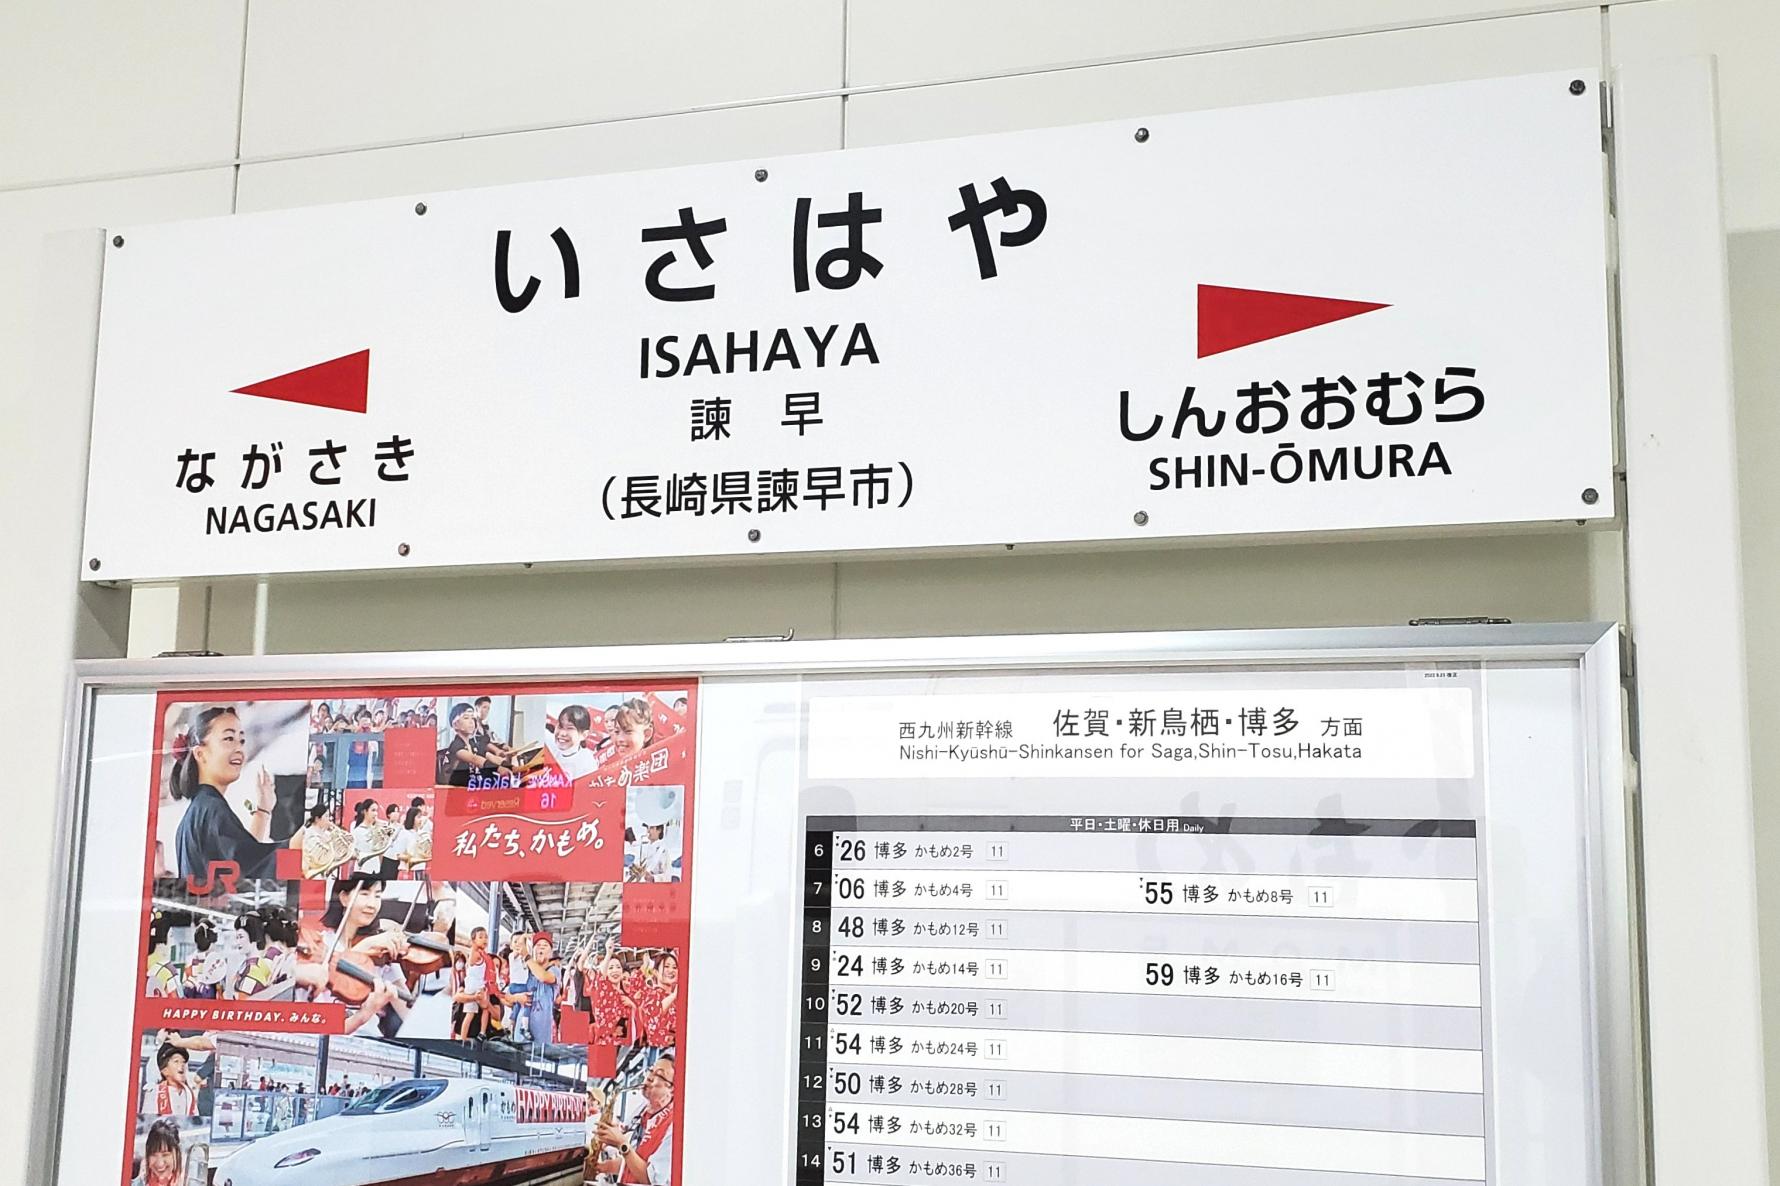 いさはや
ISAHAYA
諫早
(長崎県諫早市)
ながさき
NAGASAKI
しんおおむら
SHIN-ŌMURA
私たち、かもめ。
JR
HAPPY BIRTHDAY. みんな。
HAPPY BIRTHDAY
西九州新幹線 佐賀・新鳥栖・博多 方面
Nishi-Kyūshū-Shinkansen for Saga,Shin-Tosu,Hakata
平日・土曜・休日用 Daily
6 26 博多 かもめ2号 11
7 06 博多 かもめ4号 11 55 博多 かもめ8号 11
8 48 博多 かもめ12号 11
9 24 博多 かもめ14号 11 59 博多 かもめ16号 11
10 52 博多 かもめ20号 11
11 54 博多 かもめ24号 11
12 50 博多 かもめ28号 11
13 54 博多 かもめ32号 11
14 51 博多 かもめ36号 11